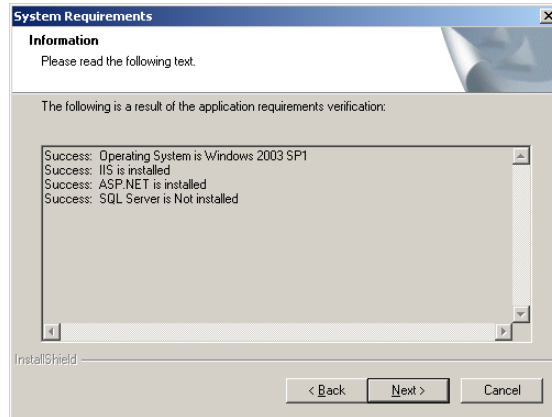 System Requirements
Information
Please read the following text.
The following is a result of the application requirements verification:
Success: Operating System is Windows 2003 SP1
Success: IIS is installed
Success: ASP.NET is installed
Success: SQL Server is Not installed
InstallShield
< Back Next > Cancel